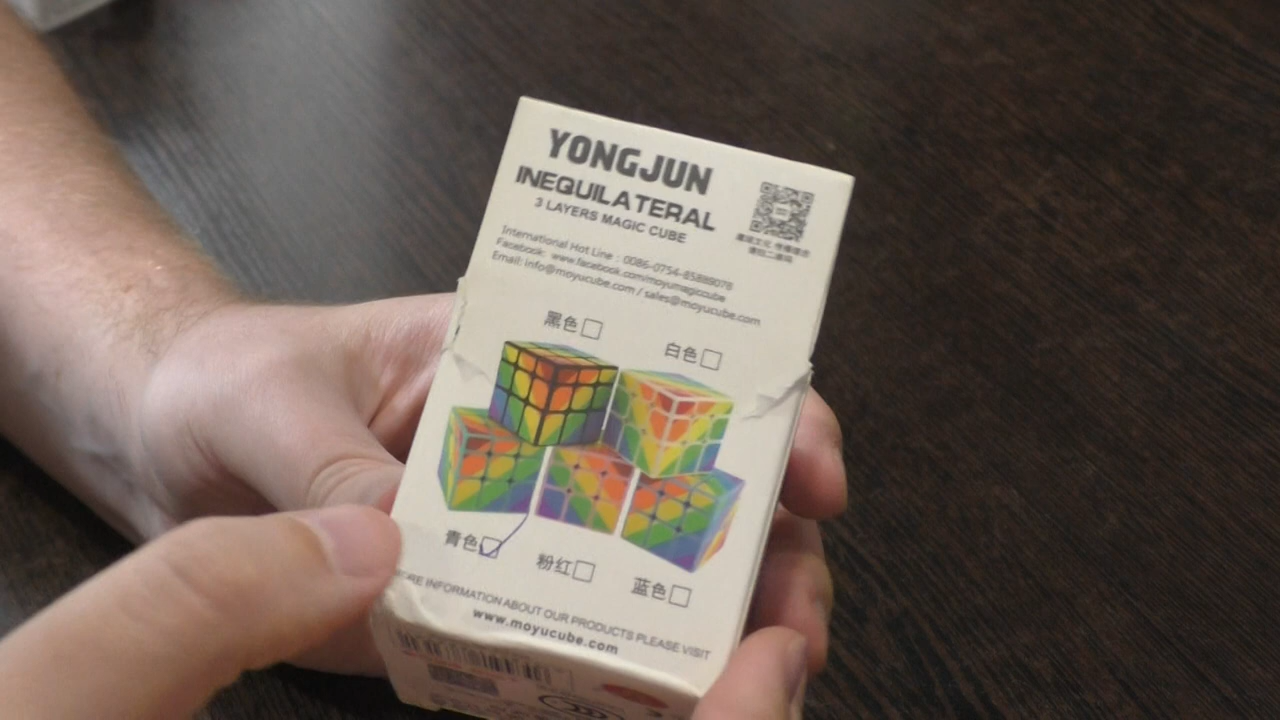 YONGJUN
INEQUILATERAL
3 LAYERS MAGIC CUBE
International Hot Line : 0086-0754-85888078
Facebook: www.facebook.com/moyumagiccube
Email: info@moyucube.com / sales@moyucube.com
黑色
白色
青色
粉红
蓝色
MORE INFORMATION ABOUT OUR PRODUCTS PLEASE VISIT
www.moyucube.com